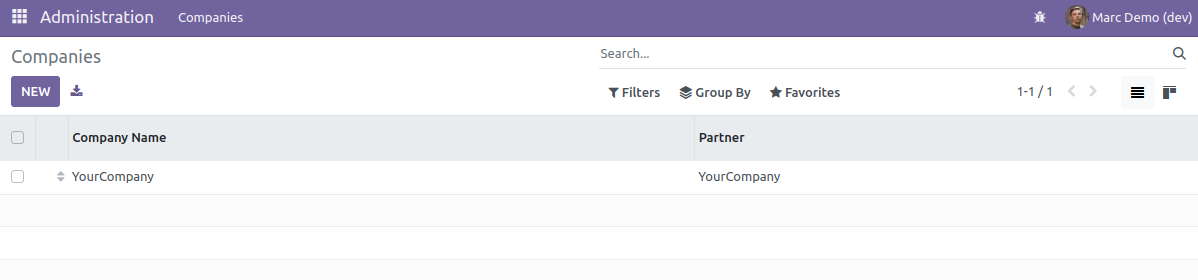 Administration Companies Marc Demo (dev)
Companies Search...
NEW Filters Group By Favorites 1-1 / 1
Company Name Partner
YourCompany YourCompany